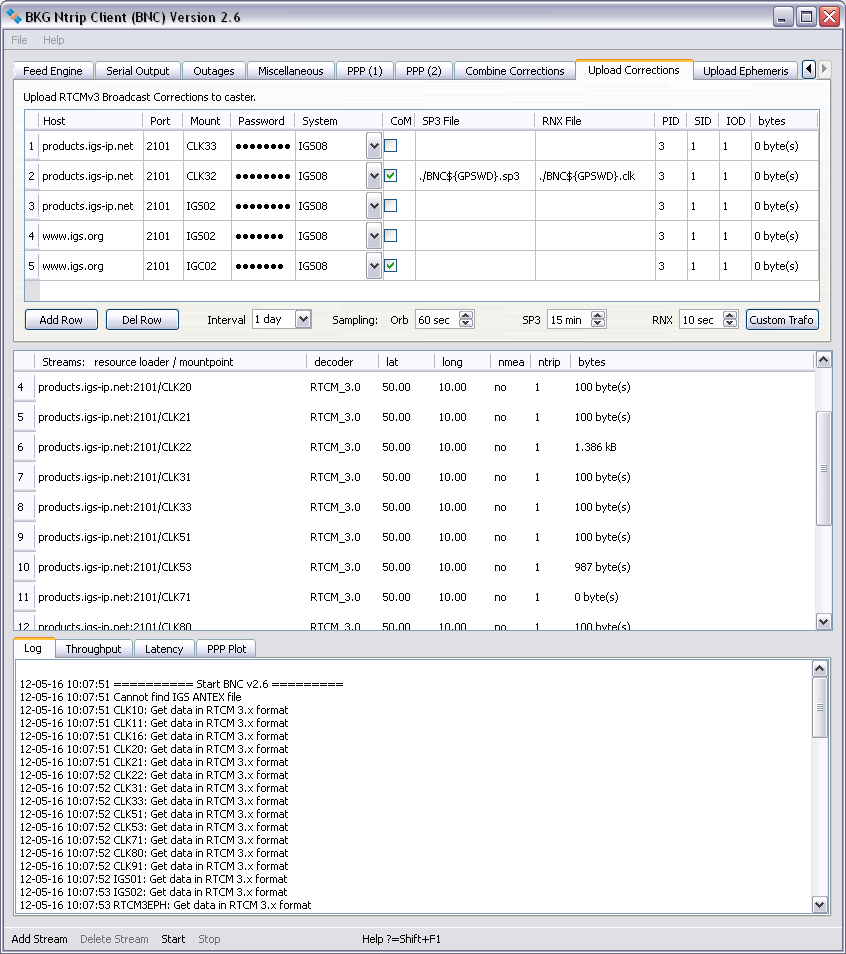 BKG Ntrip Client (BNC) Version 2.6
File Help
Feed Engine Serial Output Outages Miscellaneous PPP (1) PPP (2) Combine Corrections Upload Corrections Upload Ephemeris
Upload RTCMv3 Broadcast Corrections to caster.
Host Port Mount Password System CoM SP3 File RNX File PID SID IOD bytes
1 products.igs-ip.net 2101 CLK33 ●●●●●●●● IGS08 3 1 1 0 byte(s)
2 products.igs-ip.net 2101 CLK32 ●●●●●●●● IGS08 ./BNC${GPSWD}.sp3 ./BNC${GPSWD}.clk 3 1 1 0 byte(s)
3 products.igs-ip.net 2101 IGS02 ●●●●●●●● IGS08 3 1 1 0 byte(s)
4 www.igs.org 2101 IGS02 ●●●●●●● IGS08 3 1 1 0 byte(s)
5 www.igs.org 2101 IGC02 ●●●●●●● IGS08 3 1 1 0 byte(s)
Add Row Del Row Interval 1 day Sampling: Orb 60 sec SP3 15 min RNX 10 sec Custom Trafo
Streams: resource loader / mountpoint decoder lat long nmea ntrip bytes
4 products.igs-ip.net:2101/CLK20 RTCM_3.0 50.00 10.00 no 1 100 byte(s)
5 products.igs-ip.net:2101/CLK21 RTCM_3.0 50.00 10.00 no 1 100 byte(s)
6 products.igs-ip.net:2101/CLK22 RTCM_3.0 50.00 10.00 no 1 1.386 kB
7 products.igs-ip.net:2101/CLK31 RTCM_3.0 50.00 10.00 no 1 100 byte(s)
8 products.igs-ip.net:2101/CLK33 RTCM_3.0 50.00 10.00 no 1 100 byte(s)
9 products.igs-ip.net:2101/CLK51 RTCM_3.0 50.00 10.00 no 1 100 byte(s)
10 products.igs-ip.net:2101/CLK53 RTCM_3.0 50.00 10.00 no 1 987 byte(s)
11 products.igs-ip.net:2101/CLK71 RTCM_3.0 50.00 10.00 no 1 0 byte(s)
12 products.igs-ip.net:2101/CLK80 RTCM_3.0 50.00 10.00 no 1 100 byte(s)
Log Throughput Latency PPP Plot
12-05-16 10:07:51 ========== Start BNC v2.6 =========
12-05-16 10:07:51 Cannot find IGS ANTEX file
12-05-16 10:07:51 CLK10: Get data in RTCM 3.x format
12-05-16 10:07:51 CLK11: Get data in RTCM 3.x format
12-05-16 10:07:51 CLK16: Get data in RTCM 3.x format
12-05-16 10:07:51 CLK20: Get data in RTCM 3.x format
12-05-16 10:07:51 CLK21: Get data in RTCM 3.x format
12-05-16 10:07:52 CLK22: Get data in RTCM 3.x format
12-05-16 10:07:52 CLK31: Get data in RTCM 3.x format
12-05-16 10:07:52 CLK33: Get data in RTCM 3.x format
12-05-16 10:07:52 CLK51: Get data in RTCM 3.x format
12-05-16 10:07:52 CLK53: Get data in RTCM 3.x format
12-05-16 10:07:52 CLK71: Get data in RTCM 3.x format
12-05-16 10:07:52 CLK80: Get data in RTCM 3.x format
12-05-16 10:07:52 CLK91: Get data in RTCM 3.x format
12-05-16 10:07:52 IGS01: Get data in RTCM 3.x format
12-05-16 10:07:53 IGS02: Get data in RTCM 3.x format
12-05-16 10:07:53 RTCM3EPH: Get data in RTCM 3.x format
Add Stream Delete Stream Start Stop Help ?=Shift+F1